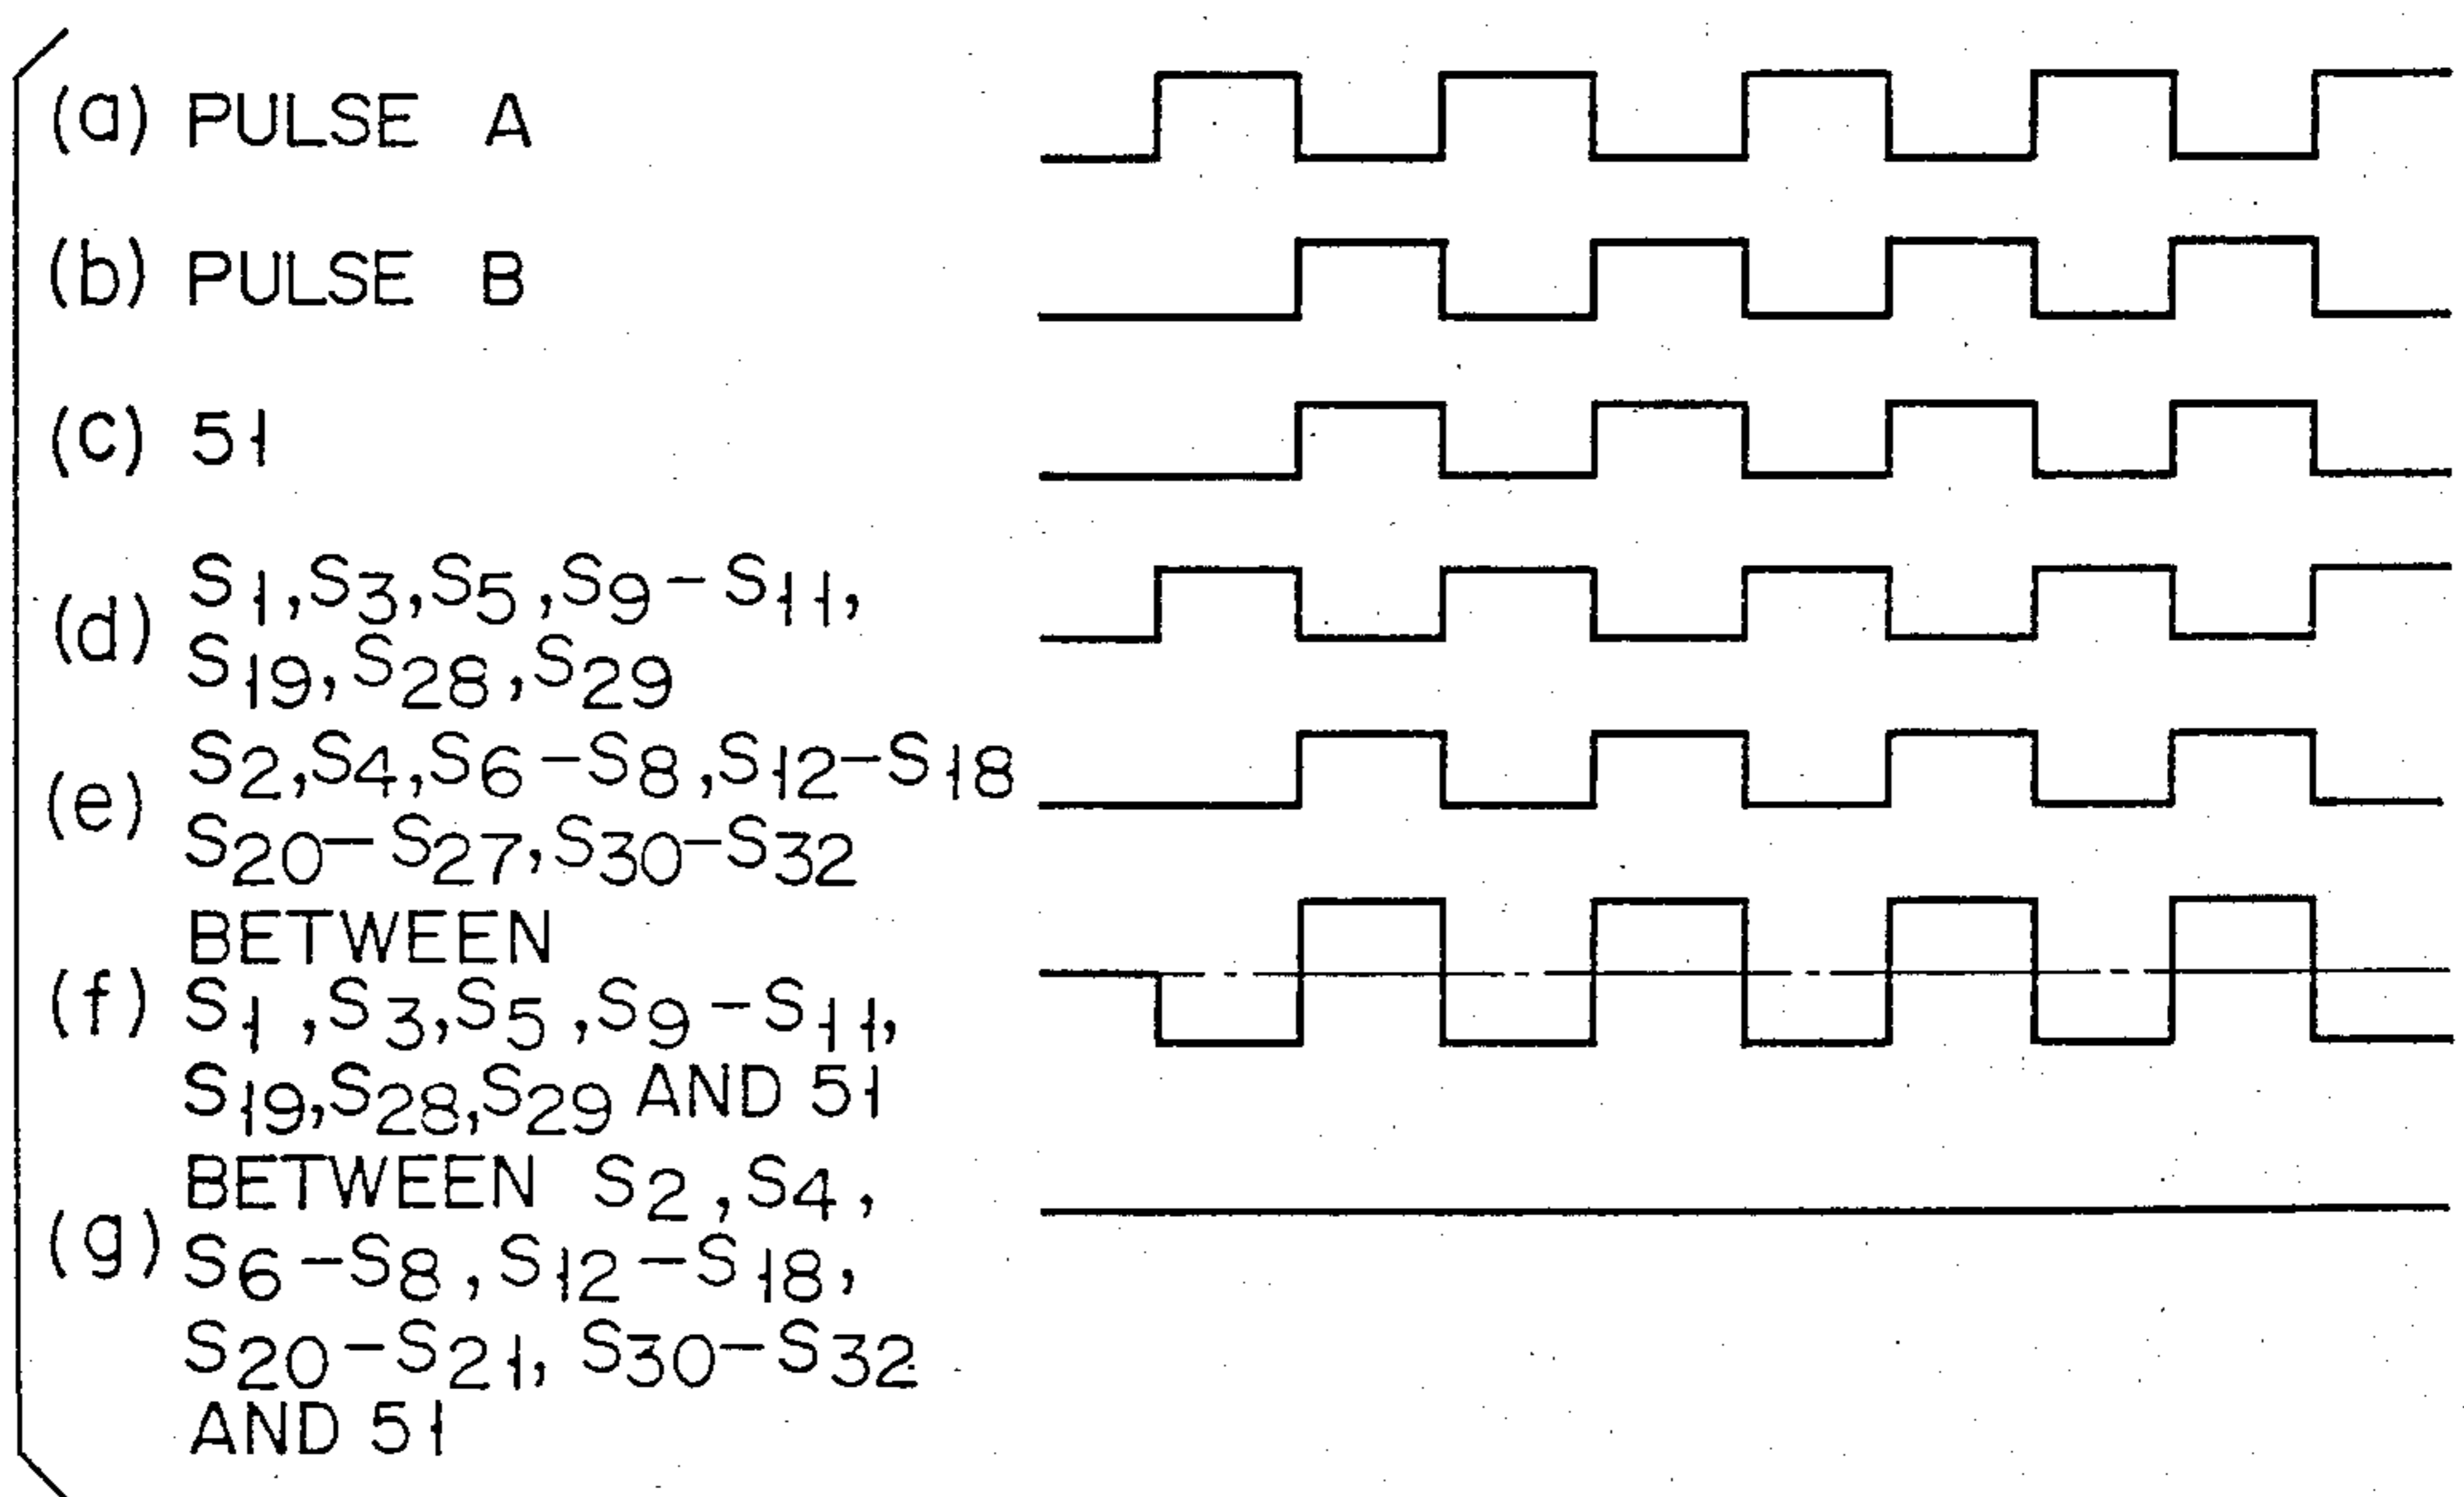 (a) PULSE A
(b) PULSE B
(c) 51
(d) S1,S3,S5,S9-S11,
S19,S28,S29
(e) S2,S4,S6-S8,S12-S18
S20-S27,S30-S32
BETWEEN
(f) S1,S3,S5,S9-S11,
S19,S28,S29 AND 51
BETWEEN S2,S4,
(g) S6-S8,S12-S18,
S20-S21,S30-S32
AND 51